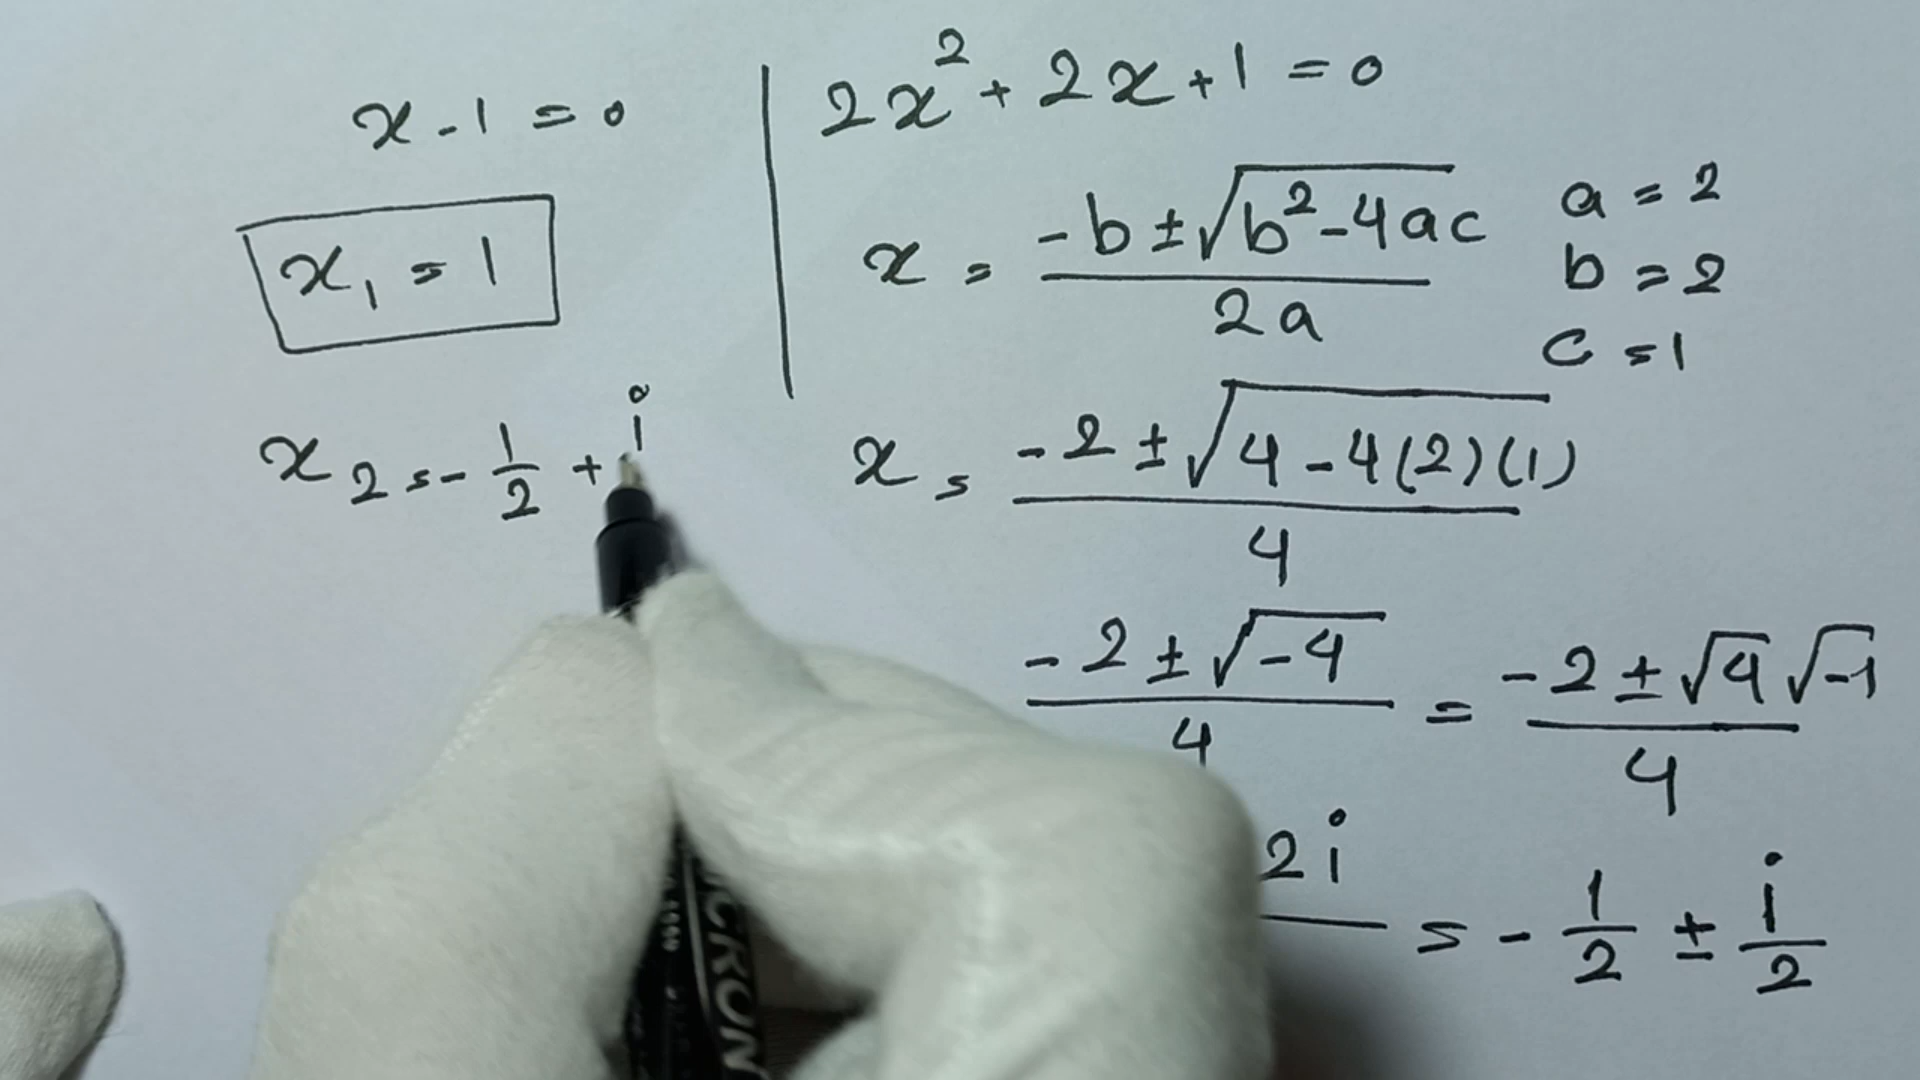 x - 1 = 0
x₁ = 1
x₂ = - 1/2 + i
2x² + 2x + 1 = 0
x = (-b ± √(b² - 4ac)) / 2a
a = 2
b = 2
c = 1
x = (-2 ± √(4 - 4(2)(1))) / 4
(-2 ± √-4) / 4 = (-2 ± √4 √-1) / 4
2i = - 1/2 ± i/2
CRON